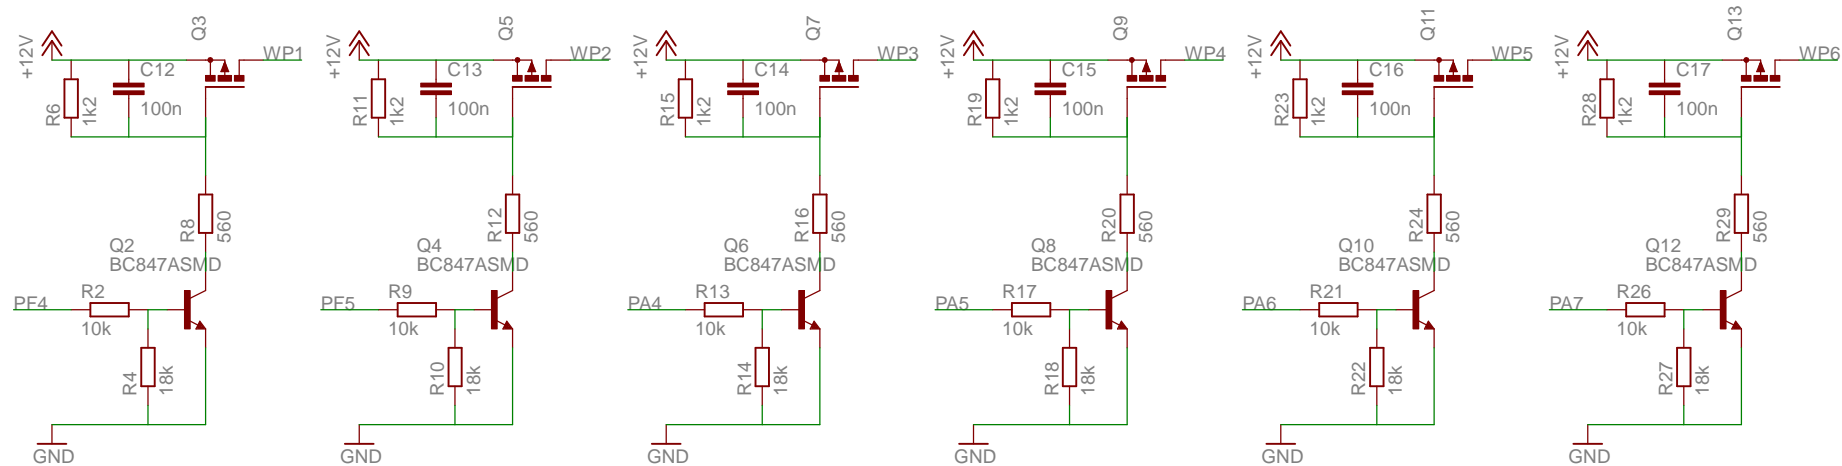 Q3
+12V
WP1
C12
100n
R6
1k2
R8
560
Q2
BC847ASMD
PF4
R2
10k
R4
18k
GND
Q5
+12V
WP2
C13
100n
R11
1k2
R12
560
Q4
BC847ASMD
PF5
R9
10k
R10
18k
GND
Q7
+12V
WP3
C14
100n
R15
1k2
R16
560
Q6
BC847ASMD
PA4
R13
10k
R14
18k
GND
Q9
+12V
WP4
C15
100n
R19
1k2
R20
560
Q8
BC847ASMD
PA5
R17
10k
R18
18k
GND
Q11
+12V
WP5
C16
100n
R23
1k2
R24
560
Q10
BC847ASMD
PA6
R21
10k
R22
18k
GND
Q13
+12V
WP6
C17
100n
R28
1k2
R29
560
Q12
BC847ASMD
PA7
R26
10k
R27
18k
GND